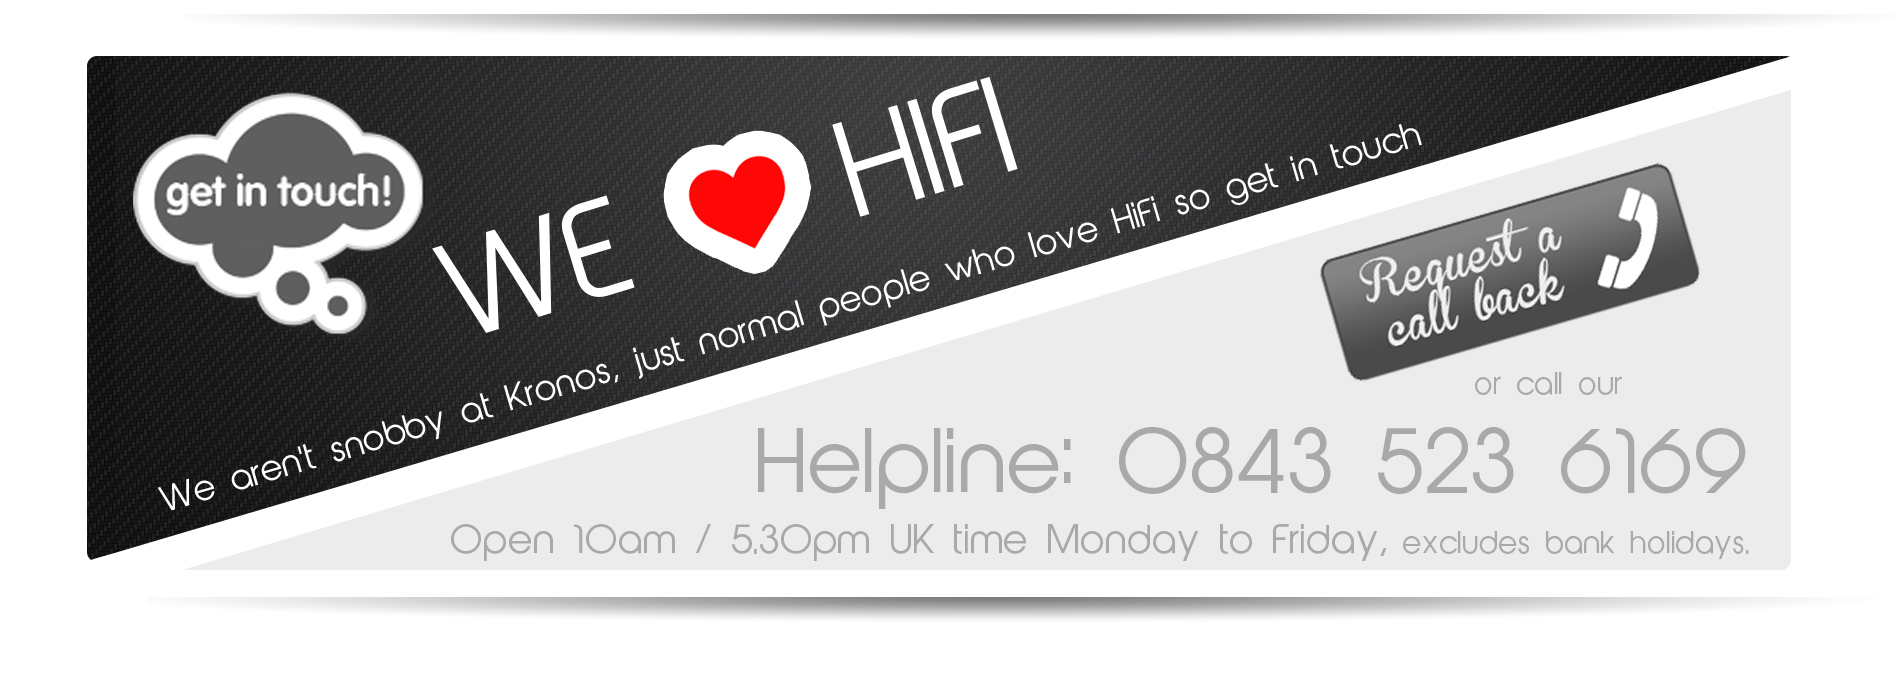 get in touch!
WE HIFI
We aren't snobby at Kronos, just normal people who love HiFi so get in touch
Request a
call back
or call our
Helpline: 0843 523 6169
Open 10am / 5.30pm UK time Monday to Friday, excludes bank holidays.